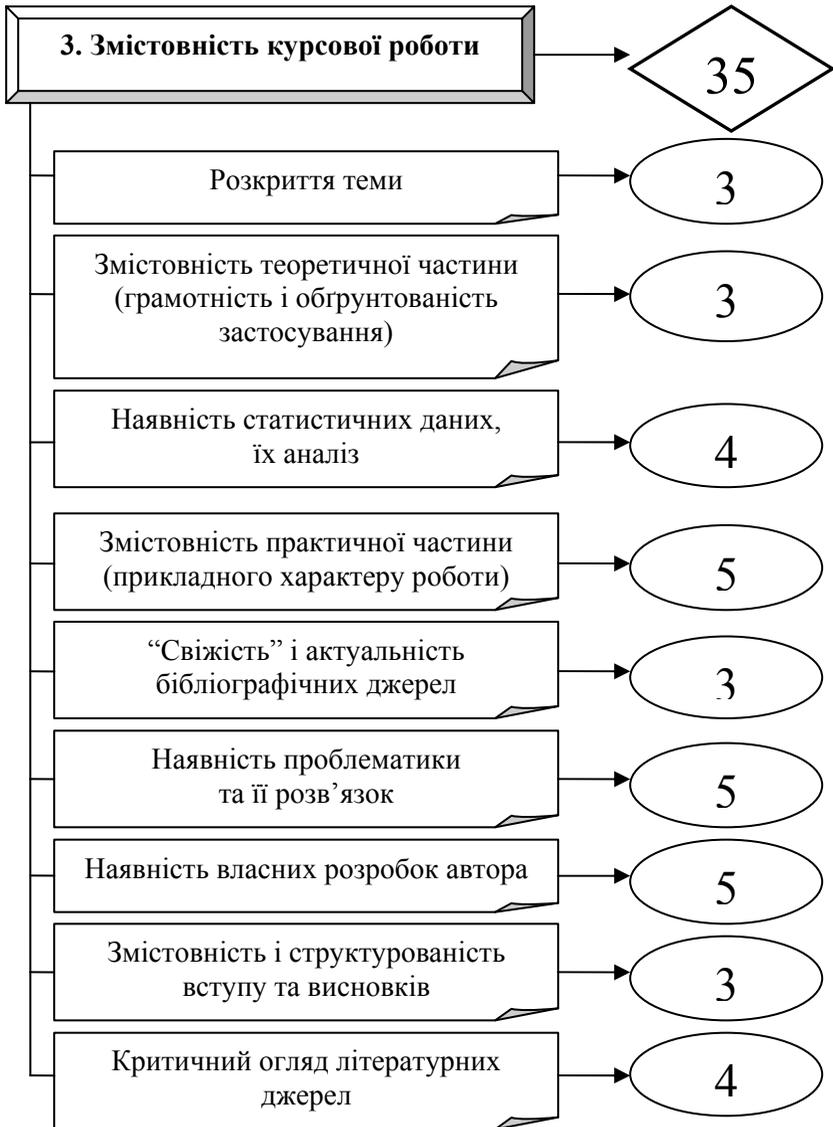 3. Змістовність курсової роботи
35
Розкриття теми
3
Змістовність теоретичної частини
(грамотність і обґрунтованість
застосування)
3
Наявність статистичних даних,
їх аналіз
4
Змістовність практичної частини
(прикладного характеру роботи)
5
“Свіжість” і актуальність
бібліографічних джерел
3
Наявність проблематики
та її розв’язок
5
Наявність власних розробок автора
5
Змістовність і структурованість
вступу та висновків
3
Критичний огляд літературних
джерел
4